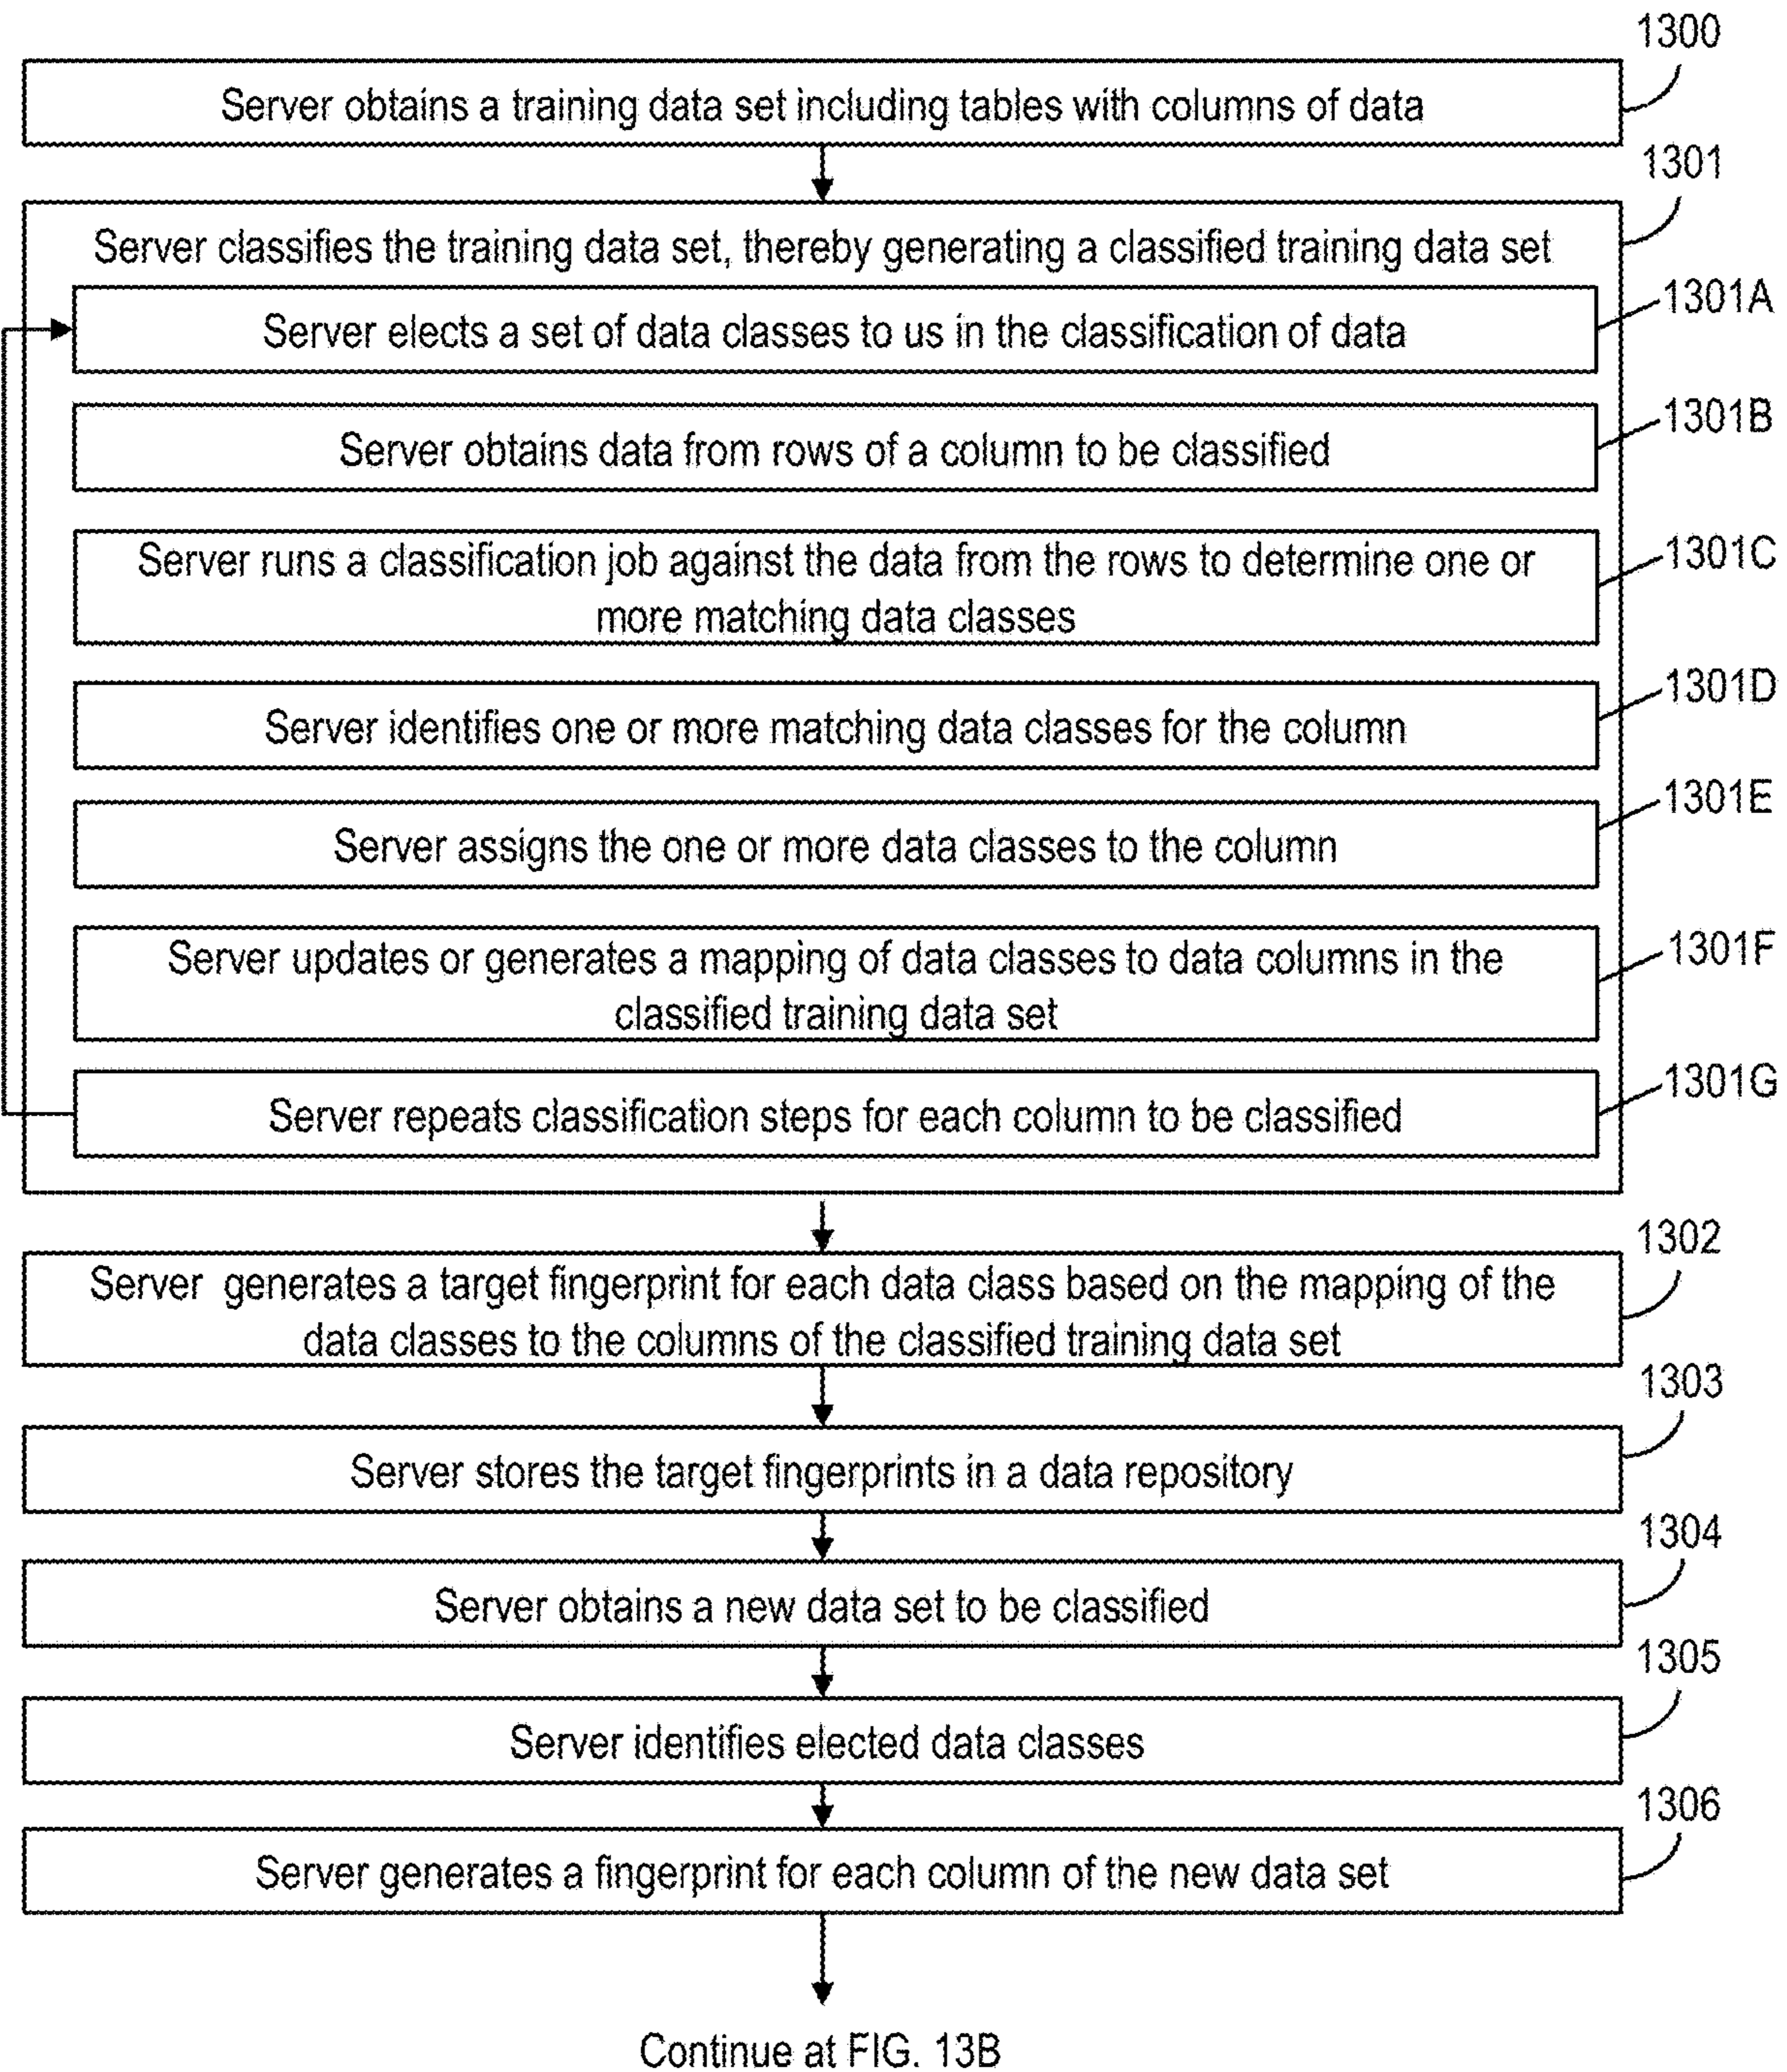 1300
Server obtains a training data set including tables with columns of data
1301
Server classifies the training data set, thereby generating a classified training data set
1301A
Server elects a set of data classes to us in the classification of data
1301B
Server obtains data from rows of a column to be classified
1301C
Server runs a classification job against the data from the rows to determine one or
more matching data classes
1301D
Server identifies one or more matching data classes for the column
1301E
Server assigns the one or more data classes to the column
1301F
Server updates or generates a mapping of data classes to data columns in the
classified training data set
1301G
Server repeats classification steps for each column to be classified
1302
Server generates a target fingerprint for each data class based on the mapping of the
data classes to the columns of the classified training data set
1303
Server stores the target fingerprints in a data repository
1304
Server obtains a new data set to be classified
1305
Server identifies elected data classes
1306
Server generates a fingerprint for each column of the new data set
Continue at FIG. 13B